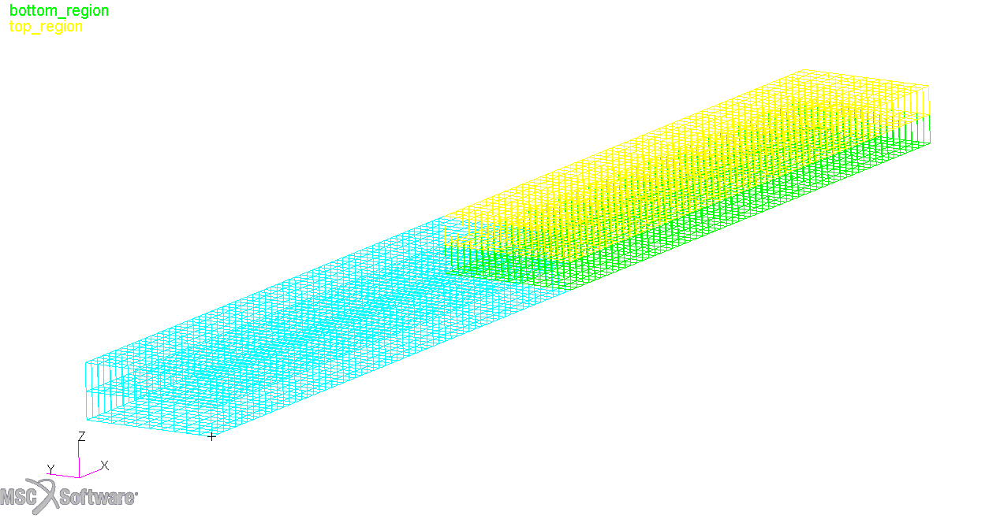 bottom_region
top_region
Z
Y
X
MSC Software